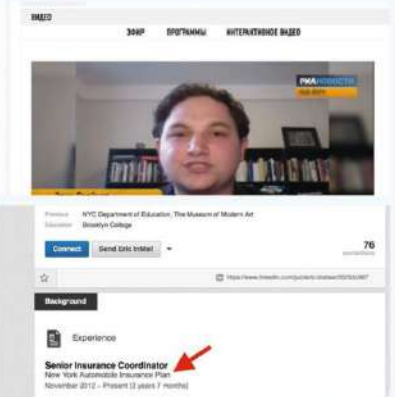 ВИДЕО
ЭФИР ПРОГРАММЫ ИНТЕРАКТИВНОЕ ВИДЕО
РИАНОВОСТИ
Previous NYC Department of Education, The Museum of Modern Art
Education Brooklyn College
Connect Send Eric InMail 76
connections
Background
Experience
Senior Insurance Coordinator
New York Automobile Insurance Plan
November 2012 – Present (2 years 7 months)